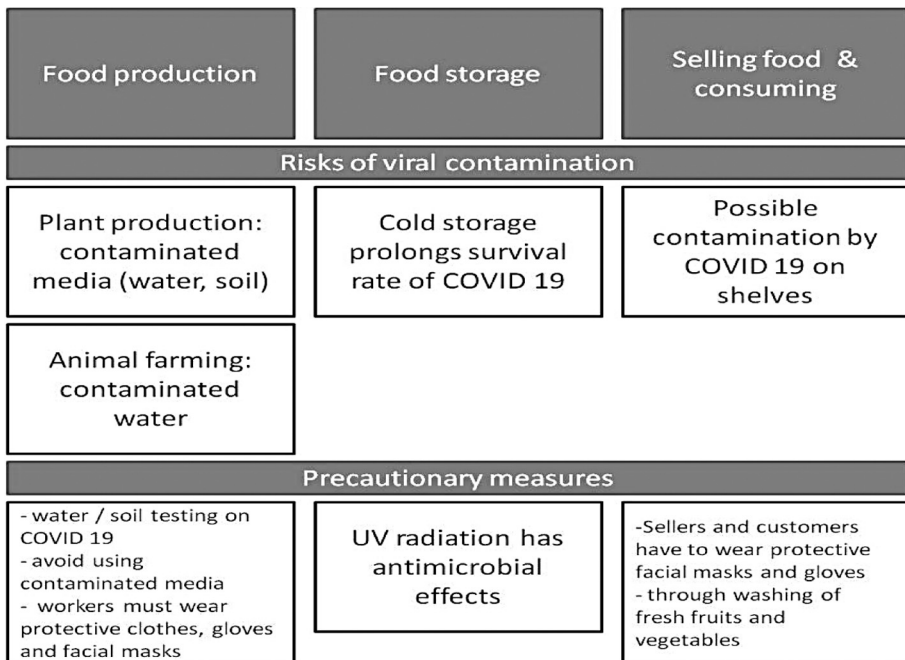 Food production
Food storage
Selling food &
consuming
Risks of viral contamination
Plant production:
contaminated
media (water, soil)
Cold storage
prolongs survival
rate of COVID 19
Possible
contamination by
COVID 19 on
shelves
Animal farming:
contaminated
water
Precautionary measures
- water / soil testing on
COVID 19
- avoid using
contaminated media
- workers must wear
protective clothes, gloves
and facial masks
UV radiation has
antimicrobial
effects
-Sellers and customers
have to wear protective
facial masks and gloves
- through washing of
fresh fruits and
vegetables